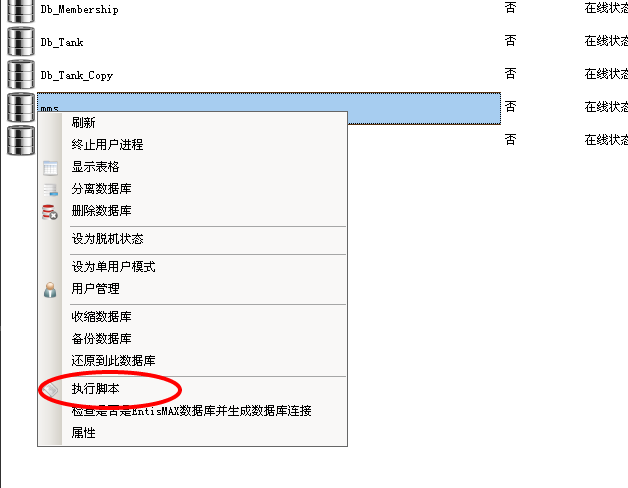 Db_Membership 否 在线状态
Db_Tank 否 在线状态
Db_Tank_Copy 否 在线状态
mms 否 在线状态
否 在线状态
刷新
终止用户进程
显示表格
分离数据库
删除数据库
设为脱机状态
设为单用户模式
用户管理
收缩数据库
备份数据库
还原到此数据库
执行脚本
检查是否是EntisMAX数据库并生成数据库连接
属性